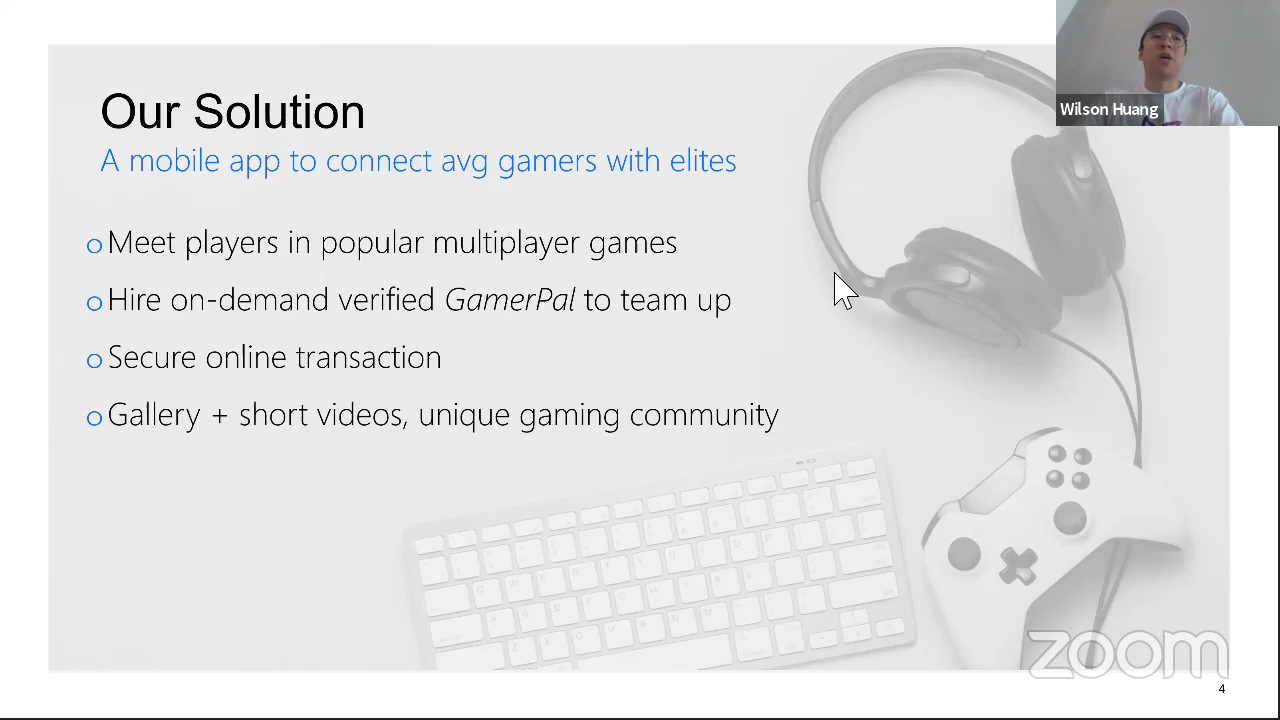 Our Solution
A mobile app to connect avg gamers with elites
o Meet players in popular multiplayer games
o Hire on-demand verified GamerPal to team up
o Secure online transaction
o Gallery + short videos, unique gaming community
Wilson Huang
zoom
4